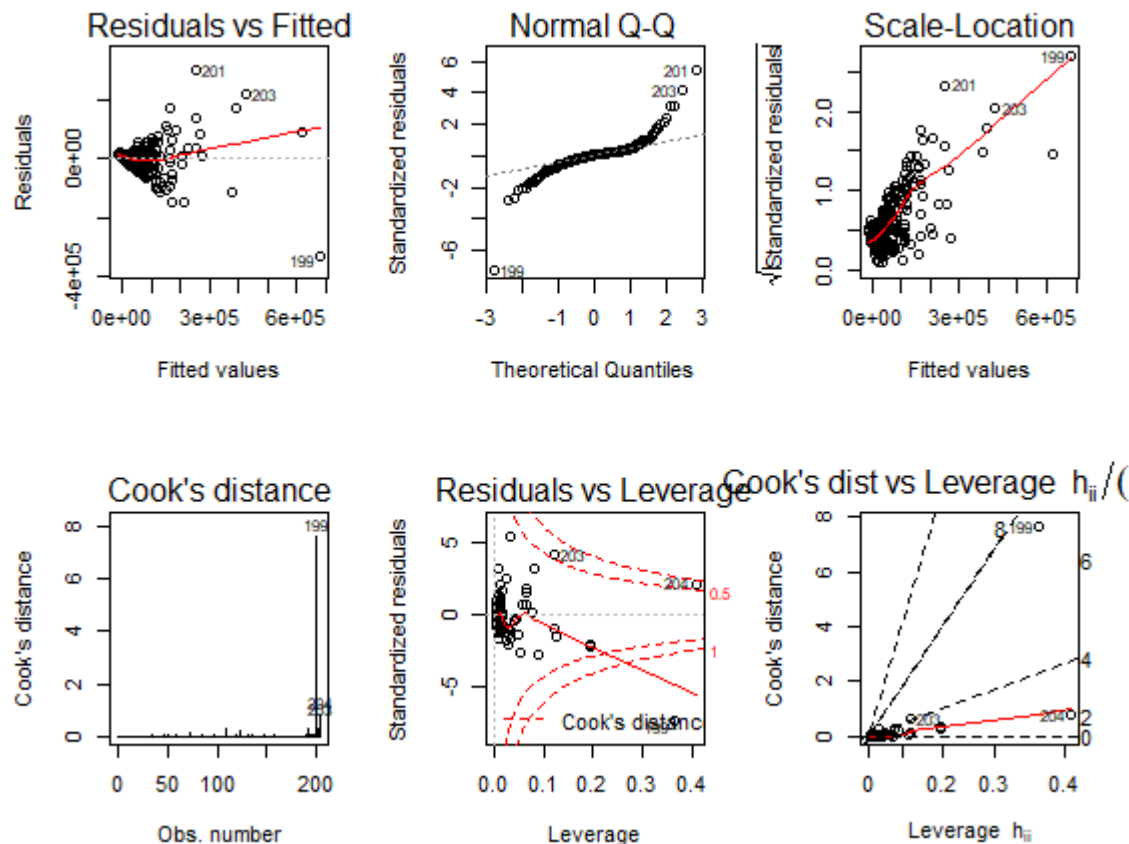 Residuals vs Fitted
Residuals
0e+00
-4e+05
201
203
199
0e+00 3e+05 6e+05
Fitted values
Normal Q-Q
Standardized residuals
6
4
2
0
-2
-6
201
203
199
-3 -1 0 1 2 3
Theoretical Quantiles
Scale-Location
√Standardized residuals
2.0
1.0
0.0
199
201
203
0e+00 3e+05 6e+05
Fitted values
Cook's distance
Cook's distance
8
6
4
2
0
199
0 50 100 200
Obs. number
Residuals vs Leverage
Standardized residuals
5
0
-5
203
204
0.5
1
Cook's distance
0.0 0.1 0.2 0.3 0.4
Leverage
Cook's dist vs Leverage hii/(
Cook's distance
8
6
4
2
0
8
199
6
4
2
0
203
204
0 0.1 0.2 0.3 0.4
Leverage hii